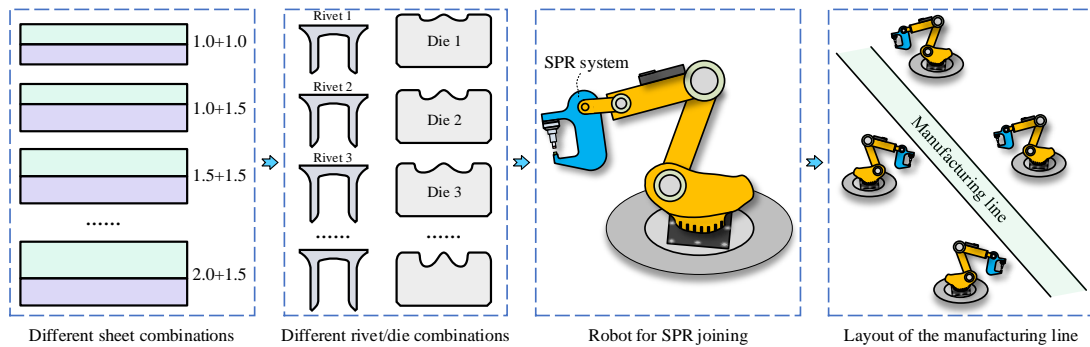 1.0+1.0
1.0+1.5
1.5+1.5
......
2.0+1.5
Different sheet combinations
Rivet 1
Die 1
Rivet 2
Die 2
Rivet 3
Die 3
......
......
Different rivet/die combinations
SPR system
Robot for SPR joining
Manufacturing line
Layout of the manufacturing line